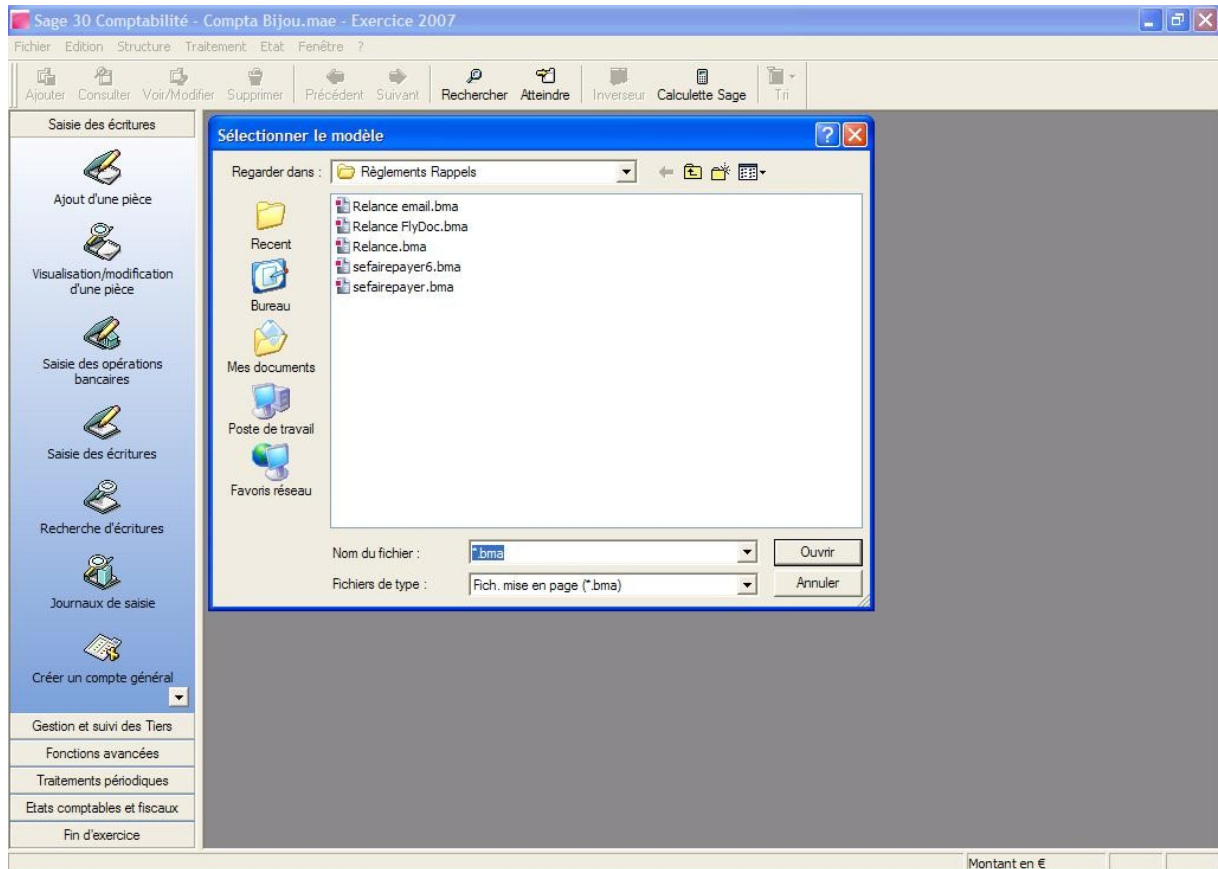 Sage 30 Comptabilité - Compta Bijou.mae - Exercice 2007
Fichier Edition Structure Traitement Etat Fenêtre ?
Ajouter Consulter Voir/Modifier Supprimer Précédent Suivant Rechercher Atteindre Inverseur Calculette Sage Tri
Saisie des écritures
Ajout d'une pièce
Visualisation/modification
d'une pièce
Saisie des opérations
bancaires
Saisie des écritures
Recherche d'écritures
Journaux de saisie
Créer un compte général
Gestion et suivi des Tiers
Fonctions avancées
Traitements périodiques
Etats comptables et fiscaux
Fin d'exercice
Sélectionner le modèle
Regarder dans : Règlements Rappels
Recent
Bureau
Mes documents
Poste de travail
Favoris réseau
Relance email.bma
Relance FlyDoc.bma
Relance.bma
sefairepayer6.bma
sefairepayer.bma
Nom du fichier : *.bma Ouvrir
Fichiers de type : Fich. mise en page (*.bma) Annuler
Montant en €